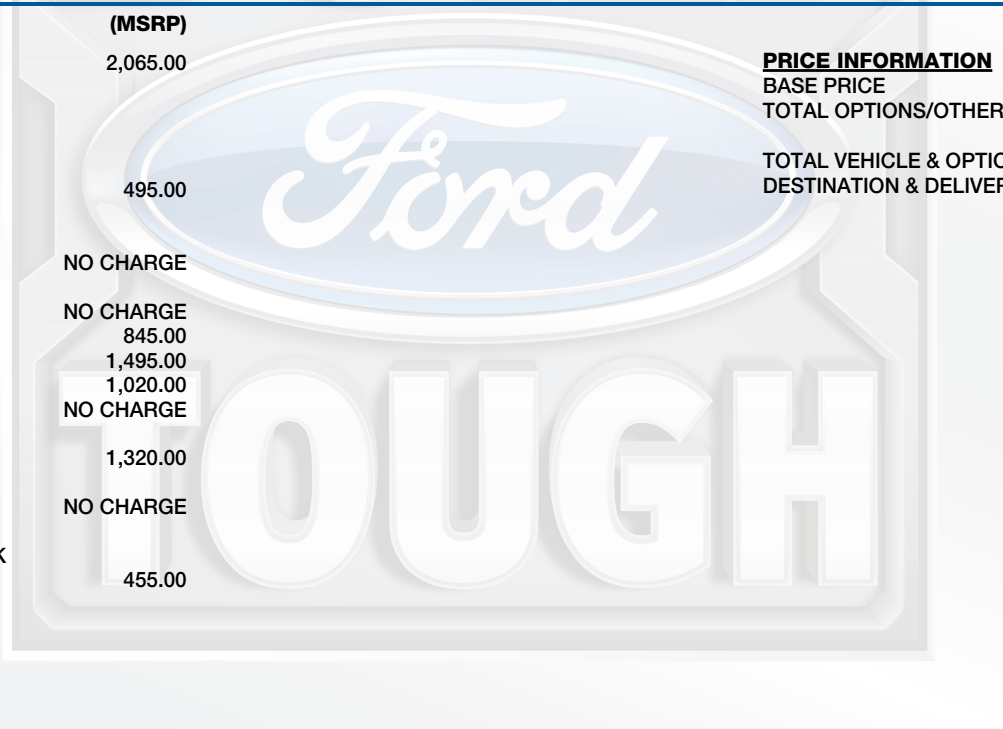 (MSRP)
2,065.00
495.00
NO CHARGE
NO CHARGE
845.00
1,495.00
1,020.00
NO CHARGE
1,320.00
NO CHARGE
K
455.00
PRICE INFORMATION
BASE PRICE
TOTAL OPTIONS/OTHER
TOTAL VEHICLE & OPTIO
DESTINATION & DELIVER
Ford
TOUGH